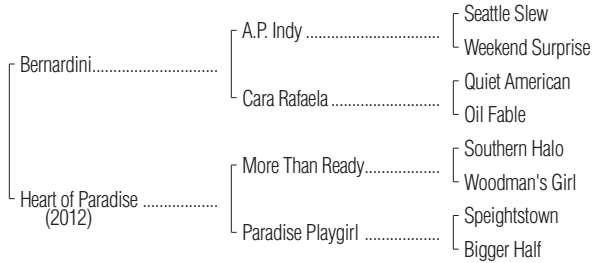 Seattle Slew
A.P. Indy ..............................
Weekend Surprise
Bernardini............................
Quiet American
Cara Rafaela ........................
Oil Fable
Southern Halo
More Than Ready.................
Woodman's Girl
Heart of Paradise .................
(2012)
Speightstown
Paradise Playgirl .................
Bigger Half